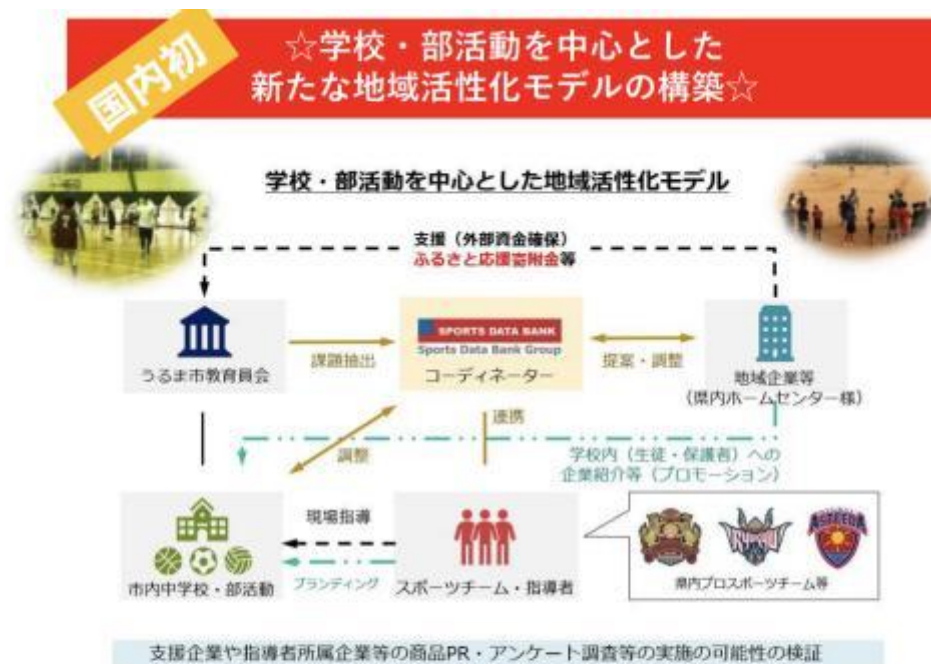 国内初
☆学校・部活動を中心とした
新たな地域活性化モデルの構築☆
学校・部活動を中心とした地域活性化モデル
支援（外部資金確保）
ふるさと応援寄附金等
うるま市教育員会
課題抽出
SPORTS DATA BANK
Sports Data Bank Group
コーディネーター
提案・調整
地域企業等
（県内ホームセンター様）
連携
調整
学校内（生徒・保護者）への
企業紹介等（プロモーション）
市内中学校・部活動
現場指導
ブランディング
スポーツチーム・指導者
ASTEEDA
県内プロスポーツチーム等
支援企業や指導者所属企業等の商品PR・アンケート調査等の実施の可能性の検証